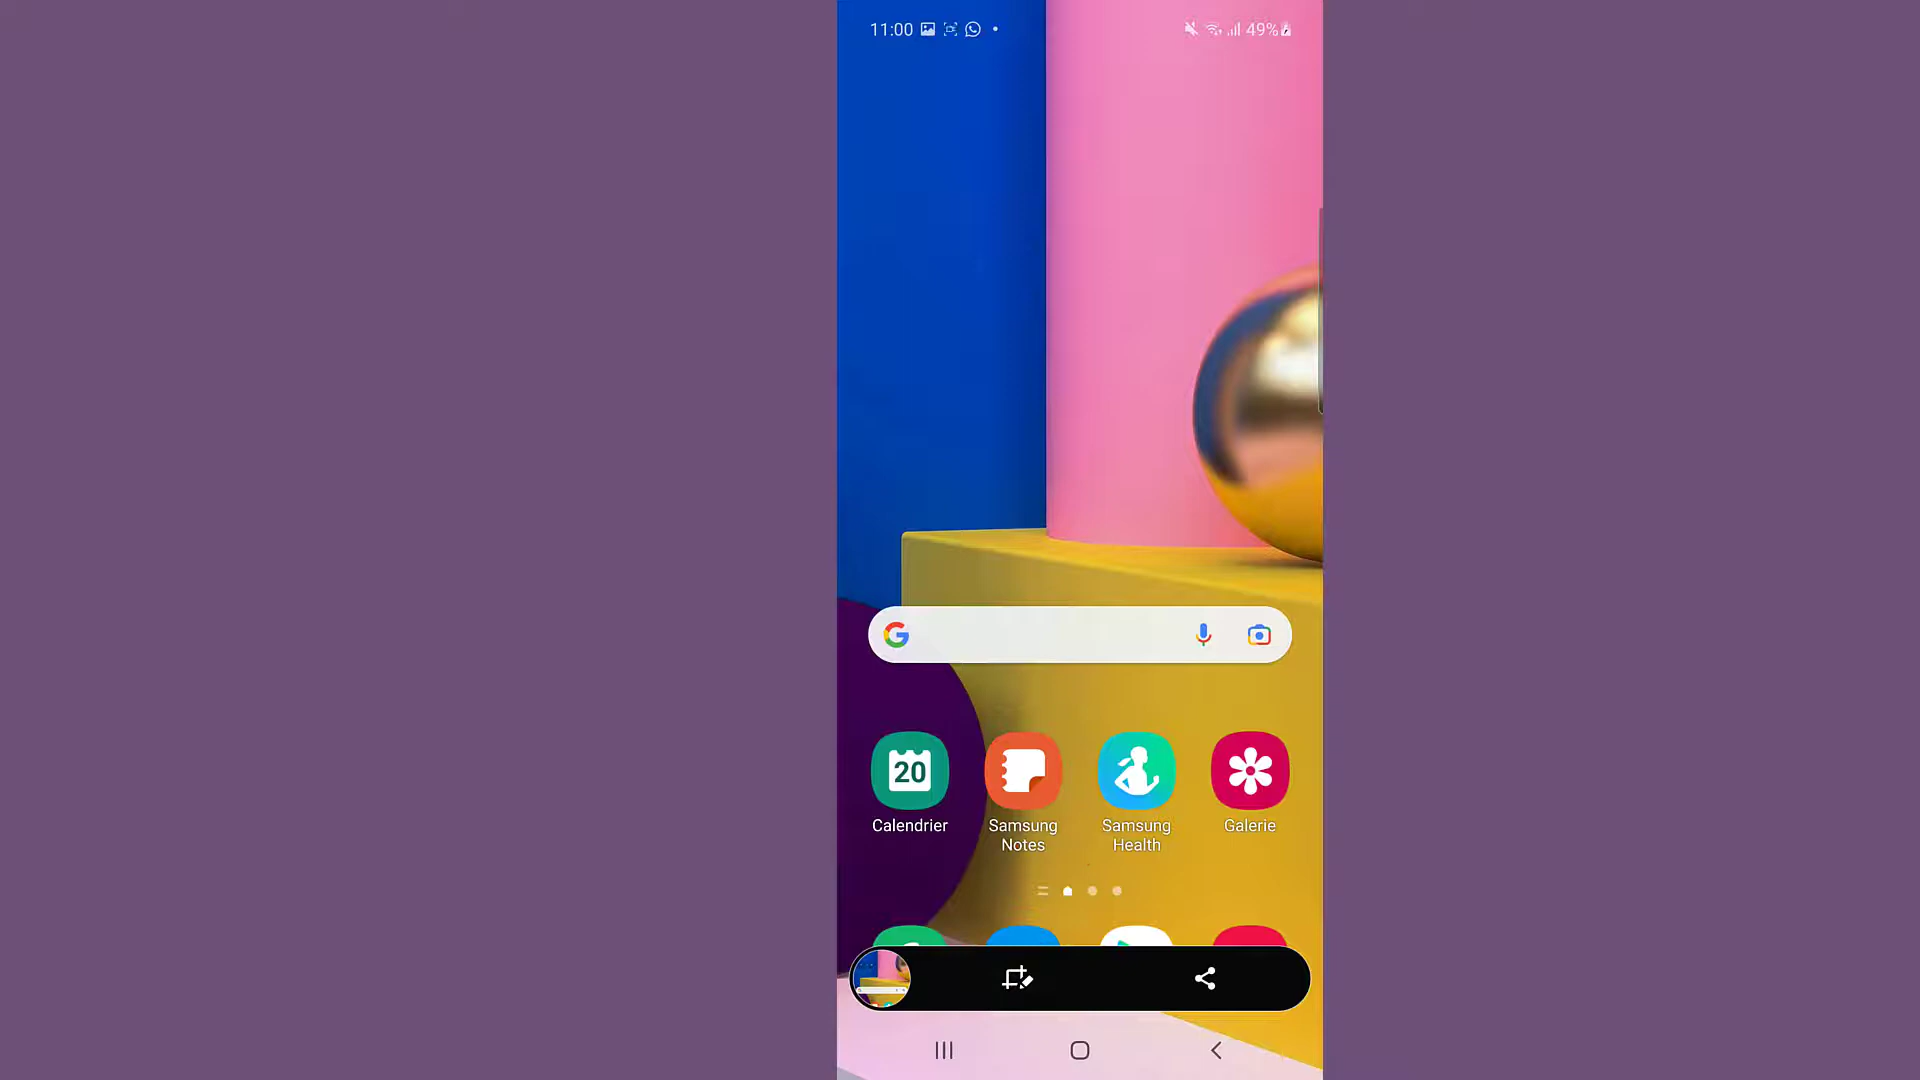 11:00
49%
20
Calendrier
Samsung
Notes
Samsung
Health
Galerie